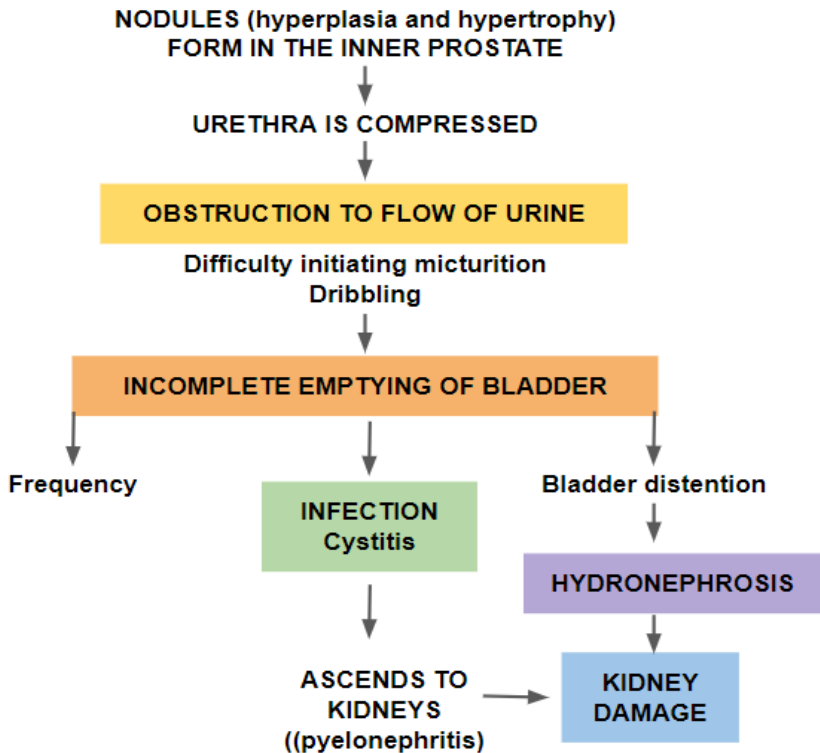 NODULES (hyperplasia and hypertrophy)
FORM IN THE INNER PROSTATE
URETHRA IS COMPRESSED
OBSTRUCTION TO FLOW OF URINE
Difficulty initiating micturition
Dribbling
INCOMPLETE EMPTYING OF BLADDER
Frequency
INFECTION
Cystitis
Bladder distention
HYDRONEPHROSIS
ASCENDS TO
KIDNEYS
((pyelonephritis)
KIDNEY
DAMAGE